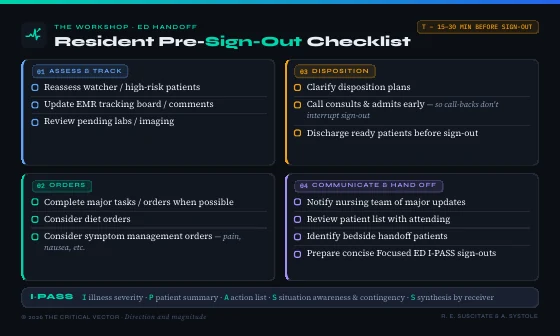 THE WORKSHOP · ED HANDOFF
Resident Pre-Sign-Out Checklist
T – 15–30 MIN BEFORE SIGN-OUT
01 ASSESS & TRACK
Reassess watcher / high-risk patients
Update EMR tracking board / comments
Review pending labs / imaging
03 DISPOSITION
Clarify disposition plans
Call consults & admits early — so call-backs don't
interrupt sign-out
Discharge ready patients before sign-out
02 ORDERS
Complete major tasks / orders when possible
Consider diet orders
Consider symptom management orders — pain,
nausea, etc.
04 COMMUNICATE & HAND OFF
Notify nursing team of major updates
Review patient list with attending
Identify bedside handoff patients
Prepare concise Focused ED I-PASS sign-outs
I-PASS I illness severity · P patient summary · A action list · S situation awareness & contingency · S synthesis by receiver
© 2026 THE CRITICAL VECTOR · Direction and magnitude
R. E. SUSCITATE & A. SYSTOLE